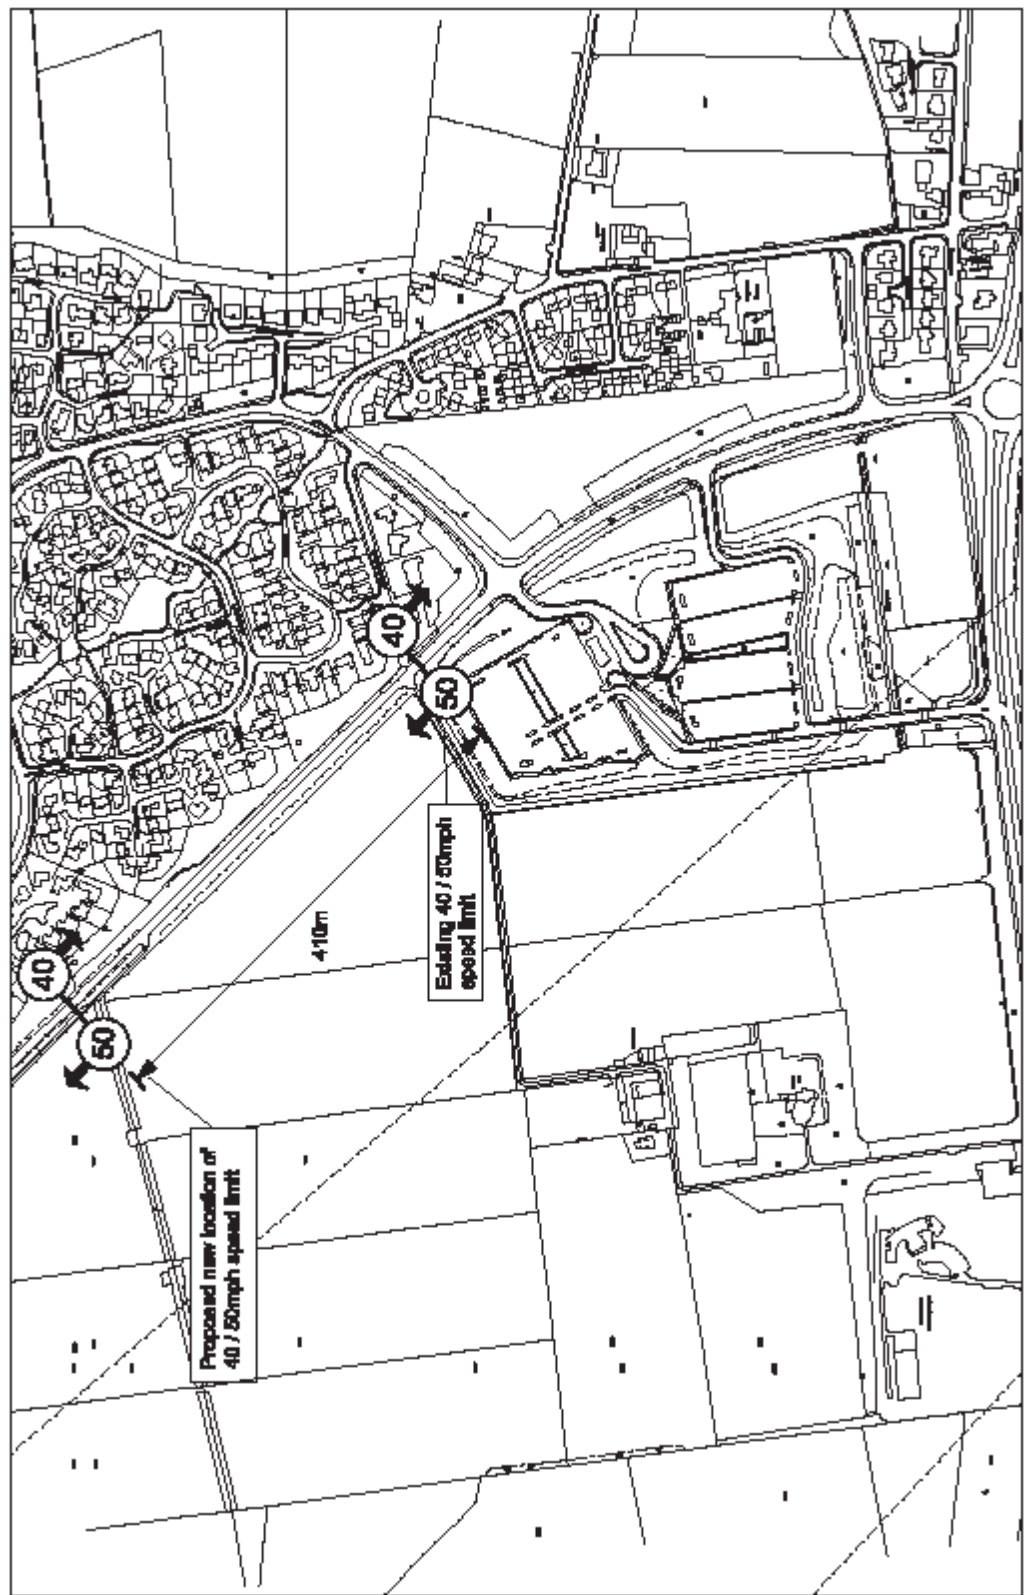 40
50
Existing 40 / 50mph
speed limit
410m
40
50
Proposed new location of
40 / 50mph speed limit